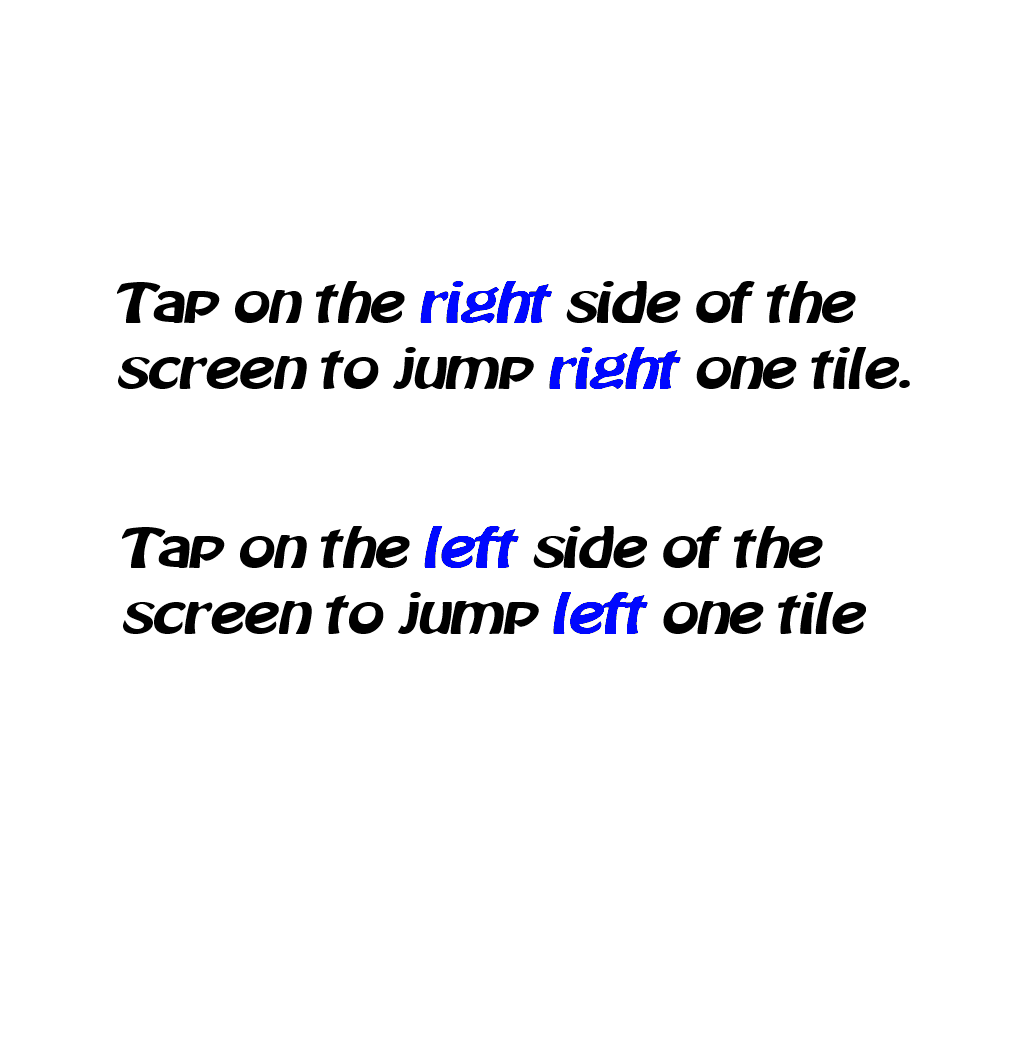 Tap on the right side of the
screen to jump right one tile.
Tap on the left side of the
screen to jump left one tile